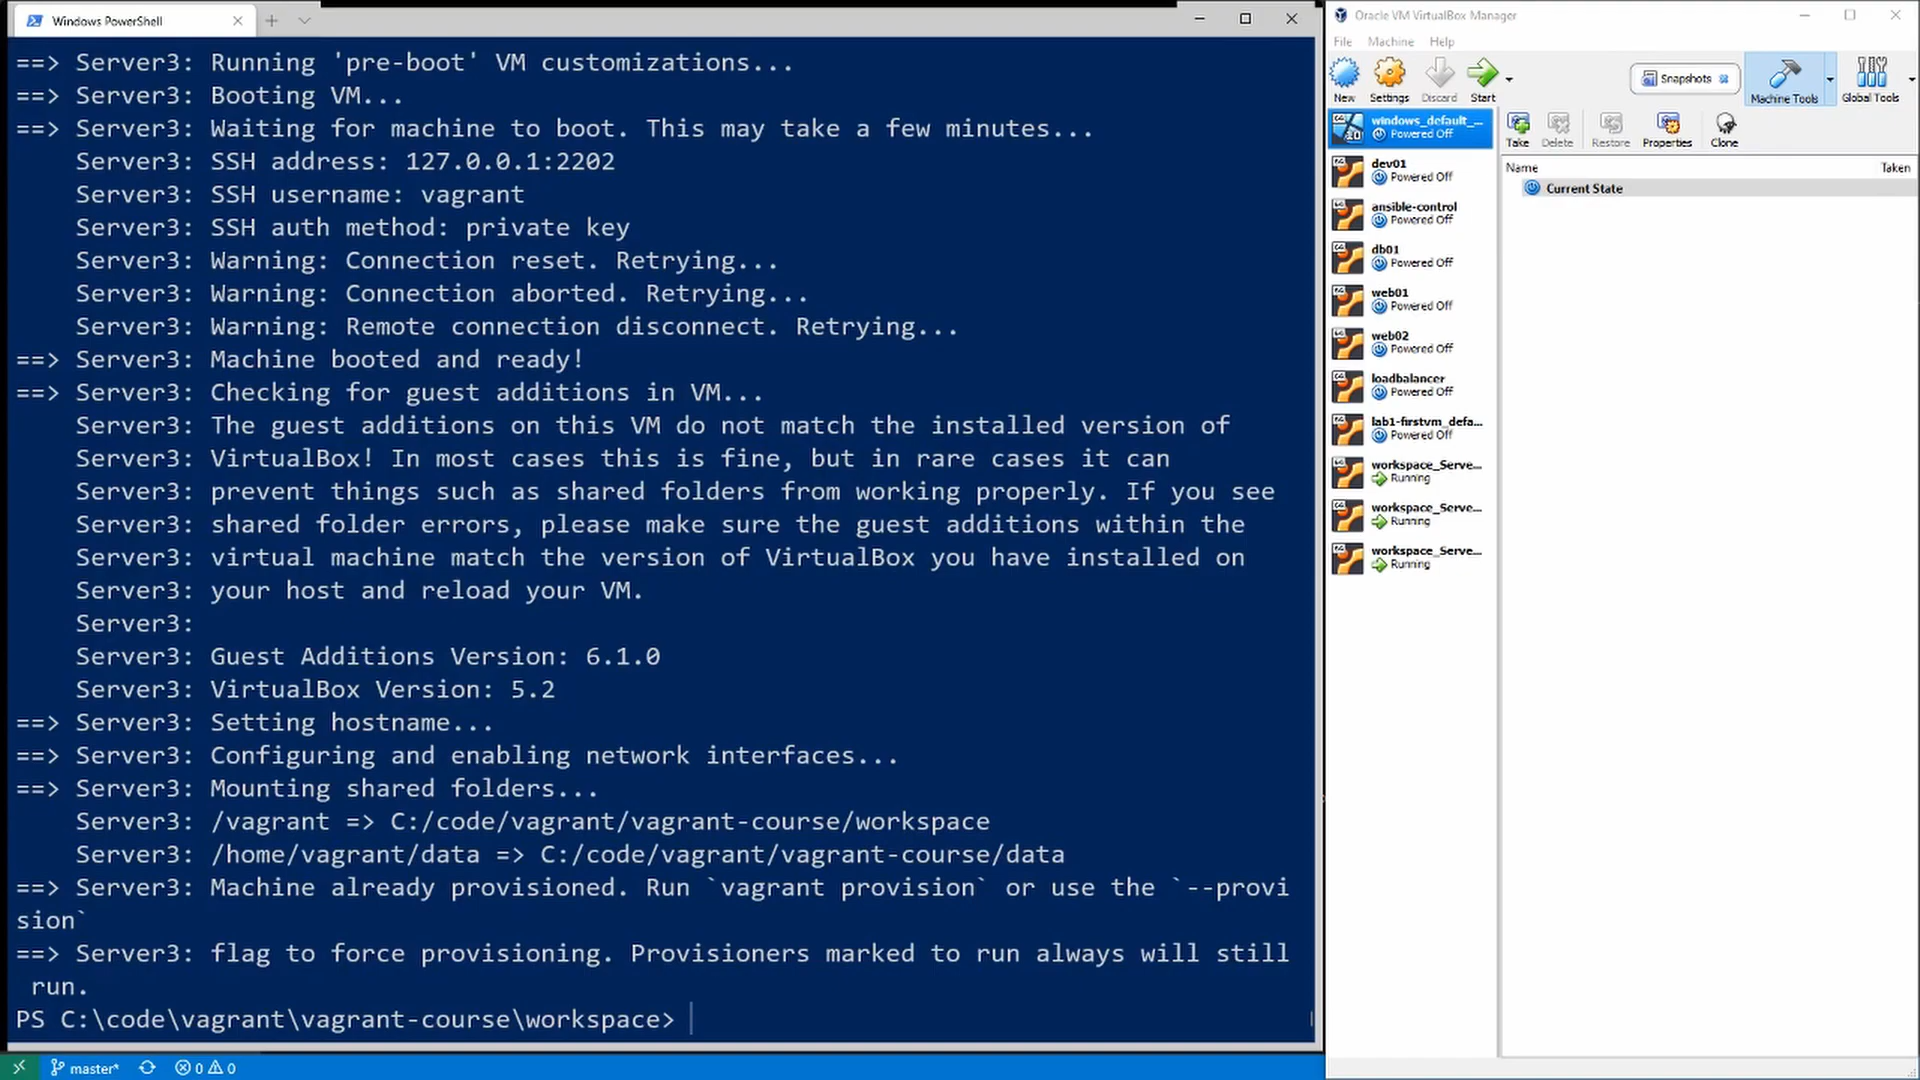 Windows PowerShell
==> Server3: Running 'pre-boot' VM customizations...
==> Server3: Booting VM...
==> Server3: Waiting for machine to boot. This may take a few minutes...
Server3: SSH address: 127.0.0.1:2202
Server3: SSH username: vagrant
Server3: SSH auth method: private key
Server3: Warning: Connection reset. Retrying...
Server3: Warning: Connection aborted. Retrying...
Server3: Warning: Remote connection disconnect. Retrying...
==> Server3: Machine booted and ready!
==> Server3: Checking for guest additions in VM...
Server3: The guest additions on this VM do not match the installed version of
Server3: VirtualBox! In most cases this is fine, but in rare cases it can
Server3: prevent things such as shared folders from working properly. If you see
Server3: shared folder errors, please make sure the guest additions within the
Server3: virtual machine match the version of VirtualBox you have installed on
Server3: your host and reload your VM.
Server3:
Server3: Guest Additions Version: 6.1.0
Server3: VirtualBox Version: 5.2
==> Server3: Setting hostname...
==> Server3: Configuring and enabling network interfaces...
==> Server3: Mounting shared folders...
Server3: /vagrant => C:/code/vagrant/vagrant-course/workspace
Server3: /home/vagrant/data => C:/code/vagrant/vagrant-course/data
==> Server3: Machine already provisioned. Run `vagrant provision` or use the `--provi
sion`
==> Server3: flag to force provisioning. Provisioners marked to run always will still
run.
PS C:\code\vagrant\vagrant-course\workspace>
master*
0
0
Oracle VM VirtualBox Manager
File Machine Help
New
Settings
Discard
Start
Snapshots
Machine Tools
Global Tools
windows_default_...
Powered Off
dev01
Powered Off
ansible-control
Powered Off
db01
Powered Off
web01
Powered Off
web02
Powered Off
loadbalancer
Powered Off
lab1-firstvm_defa...
Powered Off
workspace_Serve...
Running
workspace_Serve...
Running
workspace_Serve...
Running
Take
Delete
Restore
Properties
Clone
Name Taken
Current State